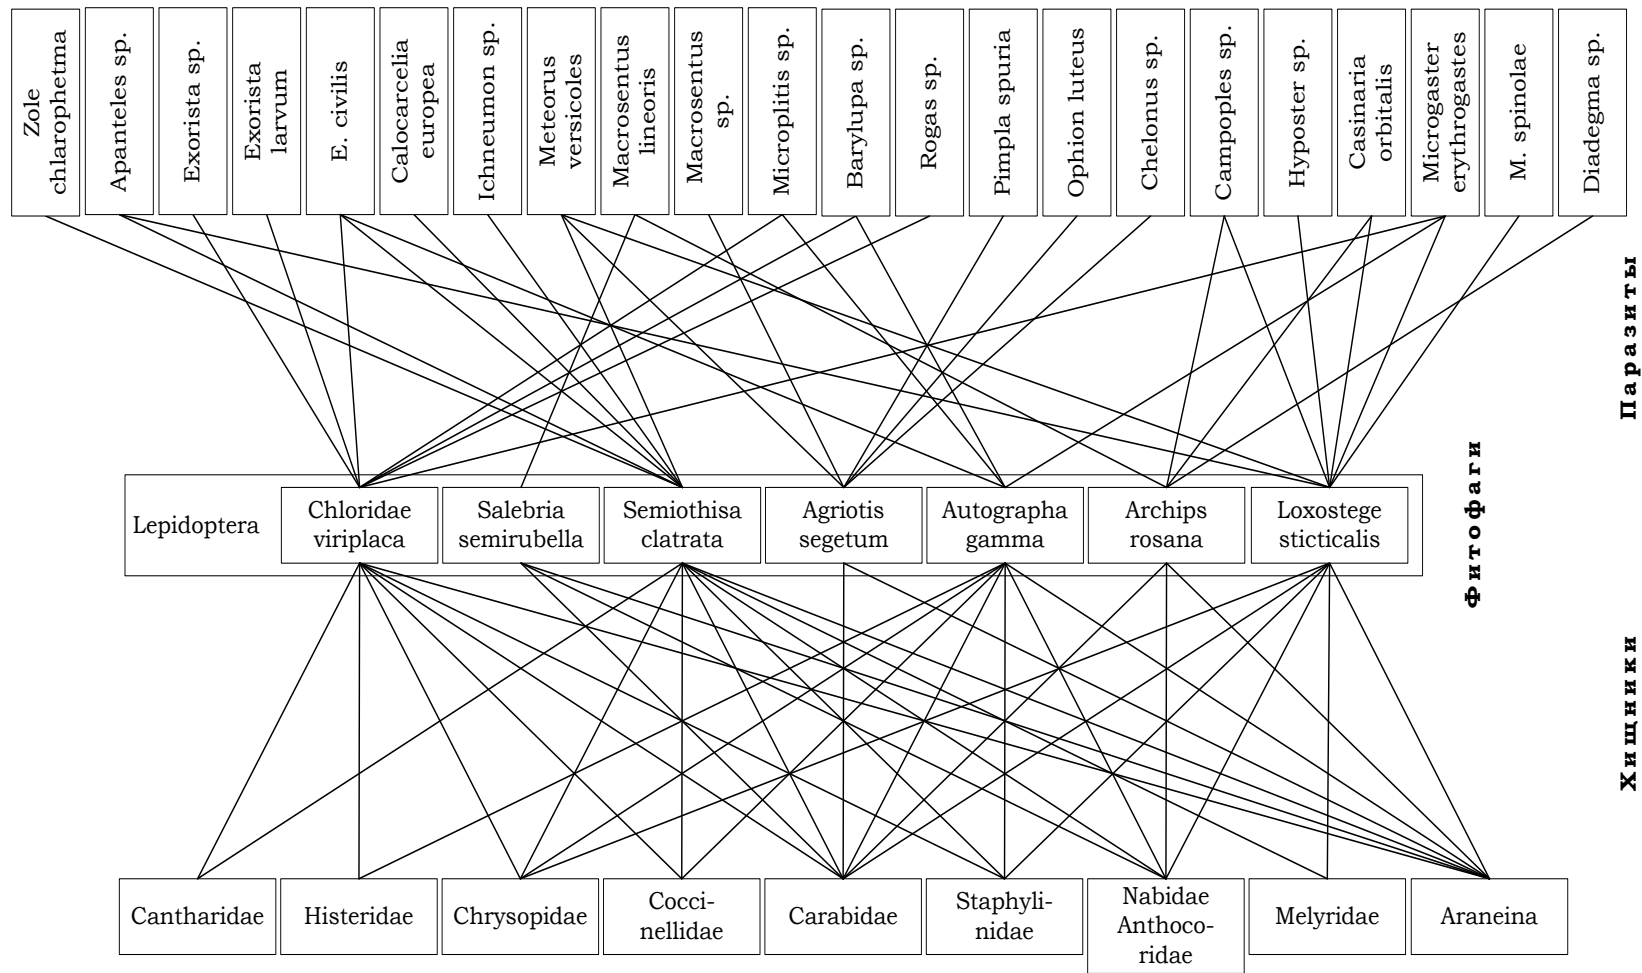 Zole
chlarophetma
Apanteles sp.
Exorista sp.
Exorista
larvum
E. civilis
Calocarcelia
europea
Ichneumon sp.
Meteorus
versicoles
Macrosentus
lineoris
Macrosentus
sp.
Microplitis sp.
Barylupa sp.
Rogas sp.
Pimpla spuria
Ophion luteus
Chelonus sp.
Campoples sp.
Hyposter sp.
Casinaria
orbitalis
Microgaster
erythrogastes
M. spinolae
Diadegma sp.
Паразиты
Lepidoptera
Chloridae
viriplaca
Salebria
semirubella
Semiothisa
clatrata
Agriotis
segetum
Autographa
gamma
Archips
rosana
Loxostege
sticticalis
Фитофаги
Хищники
Cantharidae
Histeridae
Chrysopidae
Cocci-
nellidae
Carabidae
Staphyli-
nidae
Nabidae
Anthoco-
ridae
Melyridae
Araneina